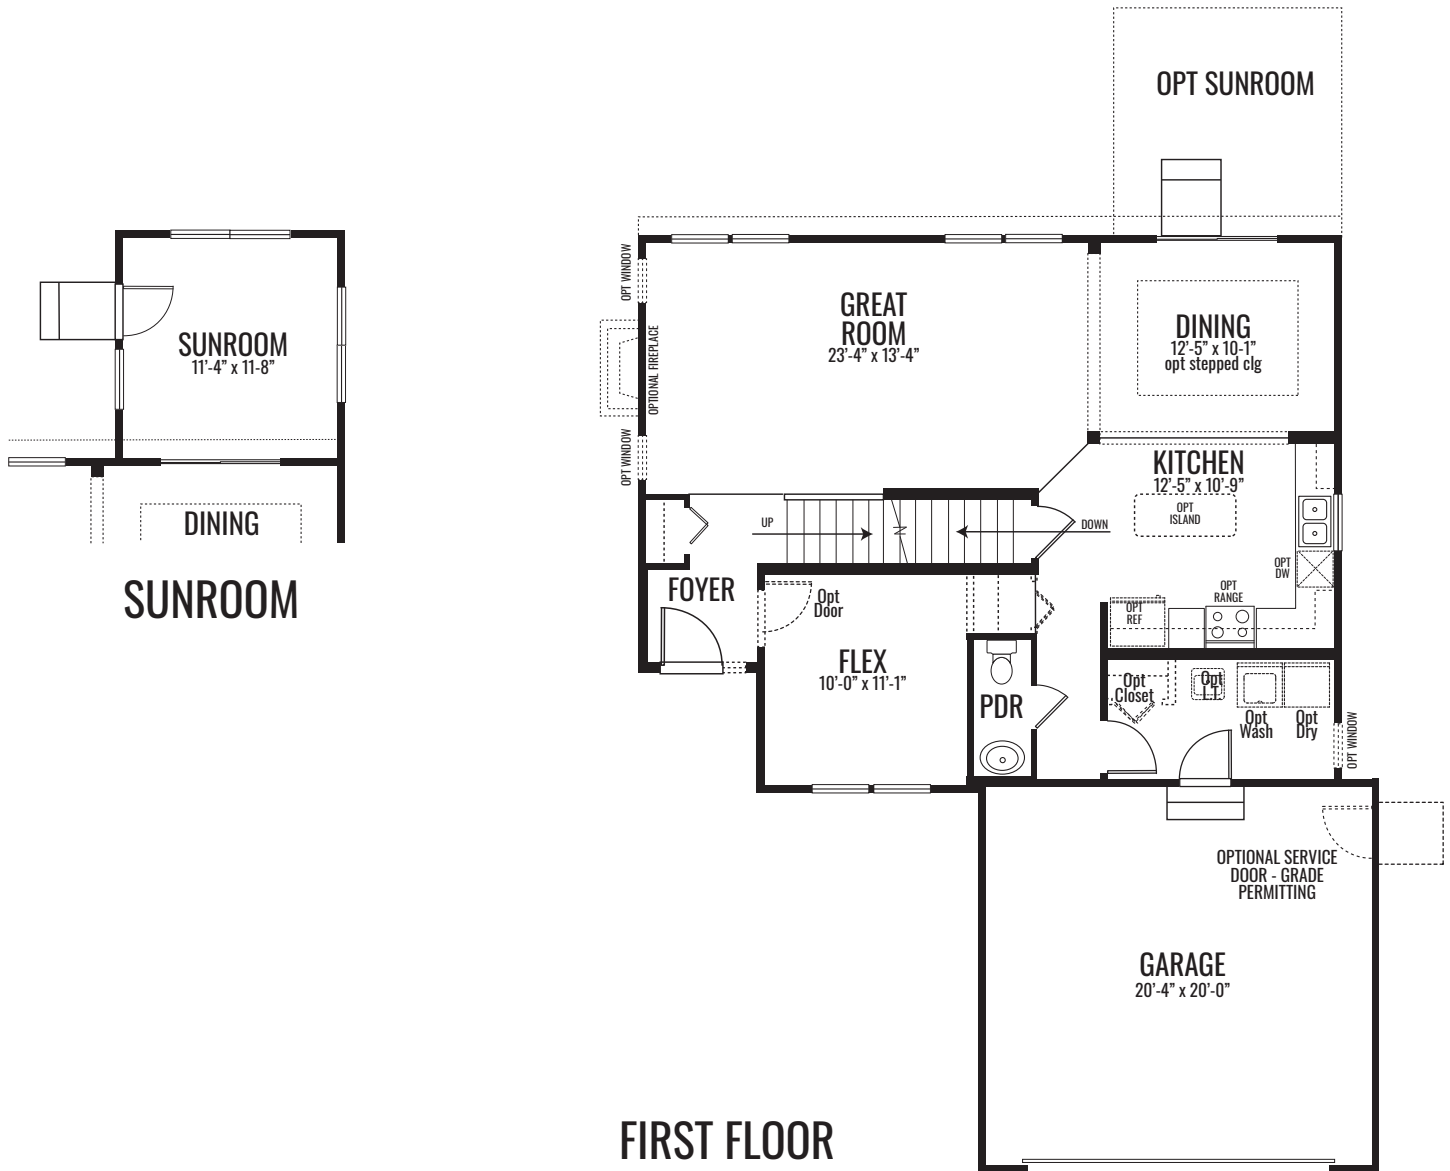 OPT SUNROOM
SUNROOM
11'-4" x 11-8"
DINING
SUNROOM
OPT WINDOW
OPTIONAL FIREPLACE
OPT WINDOW
GREAT
ROOM
23'-4" x 13'-4"
DINING
12'-5" x 10-1"
opt stepped clg
KITCHEN
12'-5" x 10'-9"
OPT
ISLAND
UP
DOWN
OPT
DW
OPT
RANGE
OPT
REF
FOYER
Opt
Door
FLEX
10'-0" x 11'-1"
PDR
Opt
Closet
Opt
L.T.
Opt
Wash
Opt
Dry
OPT WINDOW
OPTIONAL SERVICE
DOOR - GRADE
PERMITTING
GARAGE
20'-4" x 20'-0"
FIRST FLOOR